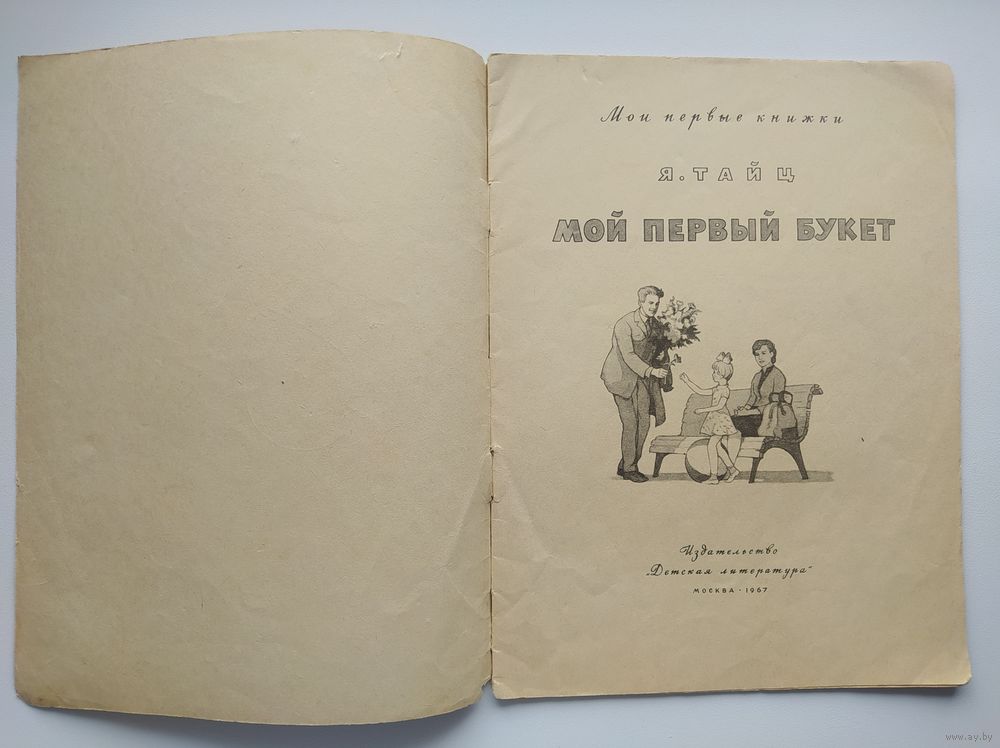 Мои первые книжки
Я. ТАЙЦ
МОЙ ПЕРВЫЙ БУКЕТ
Издательство
„Детская литература“
МОСКВА · 1967
www.ay.by